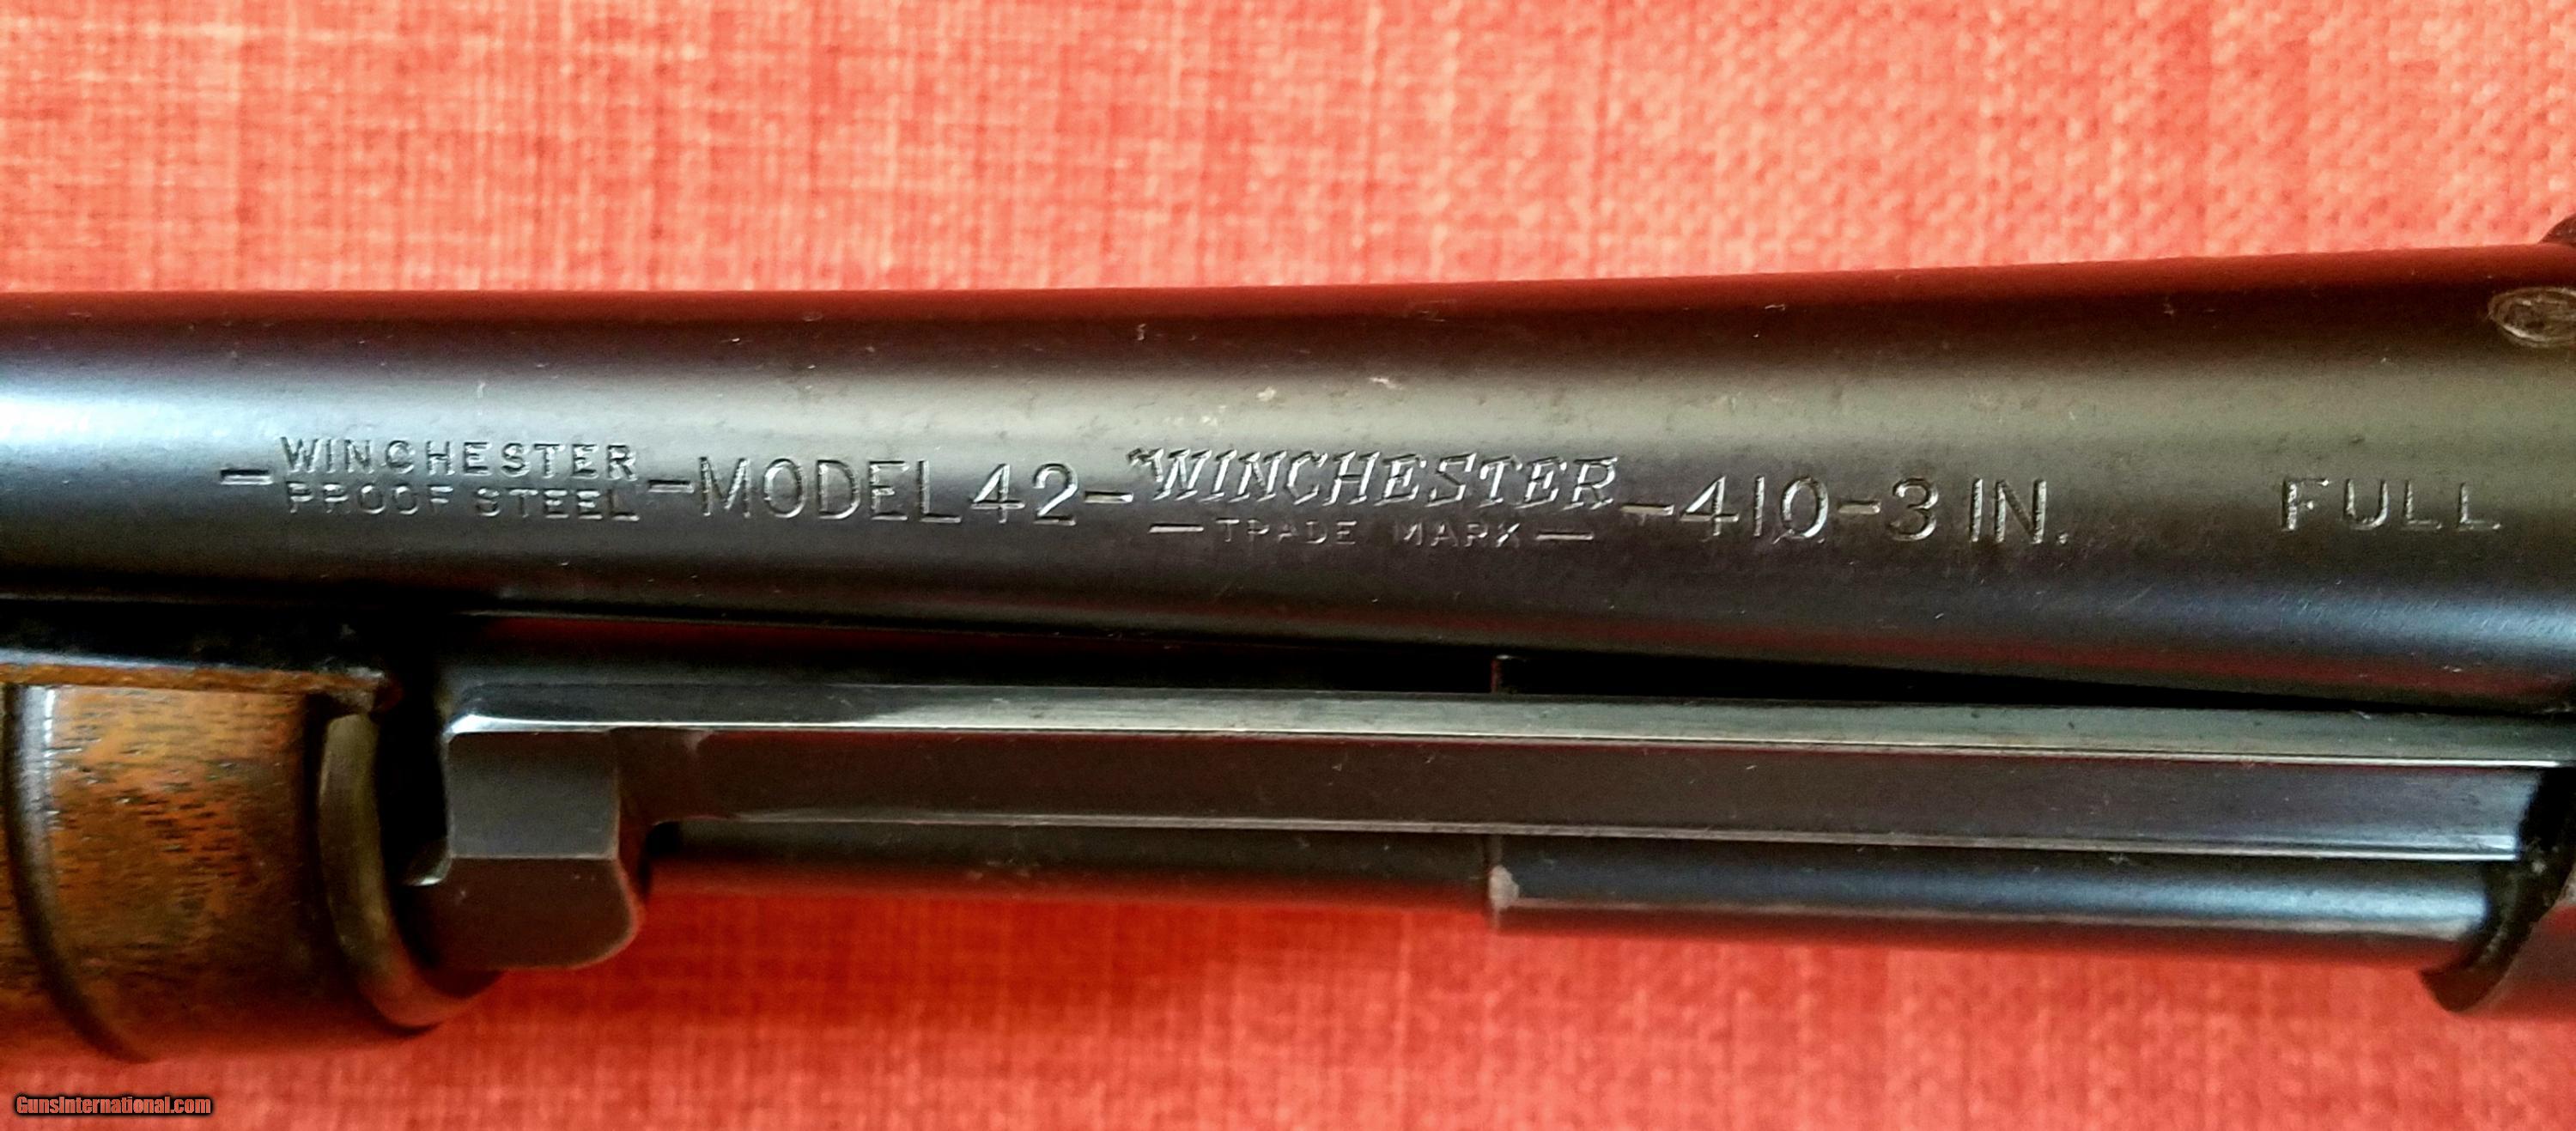 -WINCHESTER PROOF STEEL-MODEL 42-WINCHESTER-410-3 IN. FULL
-TRADE MARK-
GunsInternational.com